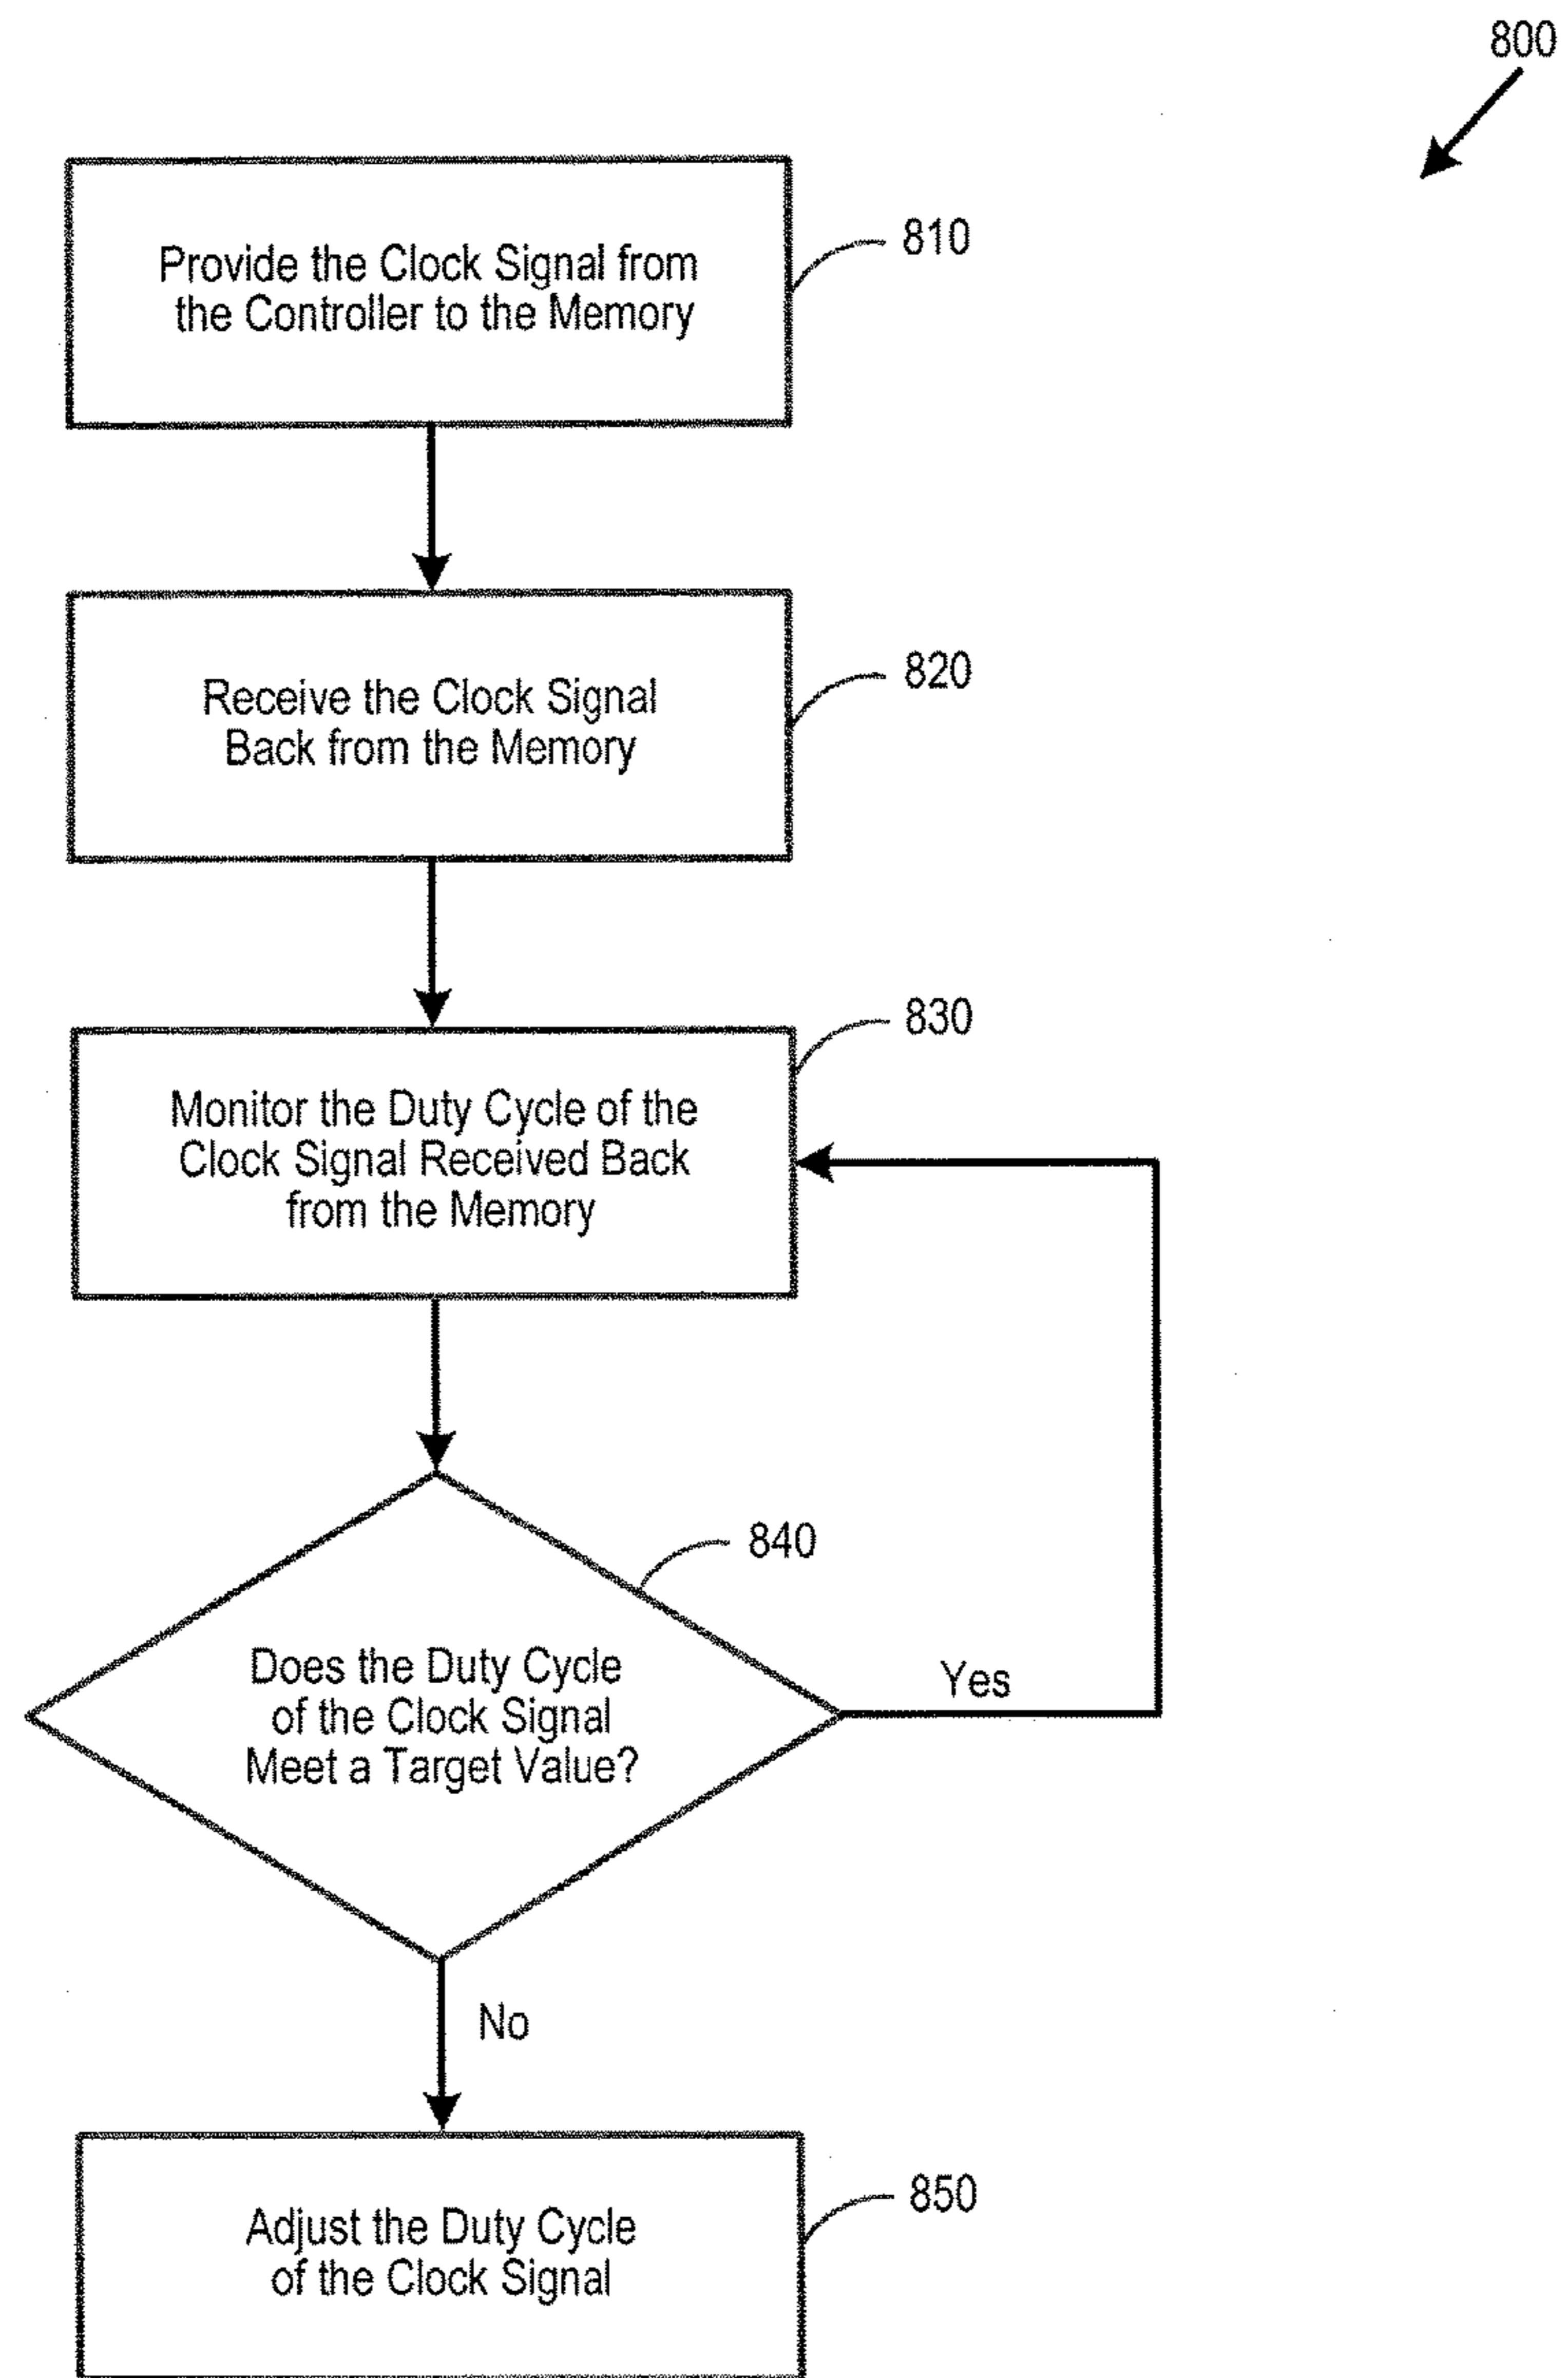 800
Provide the Clock Signal from
the Controller to the Memory
810
Receive the Clock Signal
Back from the Memory
820
830
Monitor the Duty Cycle of the
Clock Signal Received Back
from the Memory
840
Does the Duty Cycle
of the Clock Signal
Meet a Target Value?
Yes
No
850
Adjust the Duty Cycle
of the Clock Signal